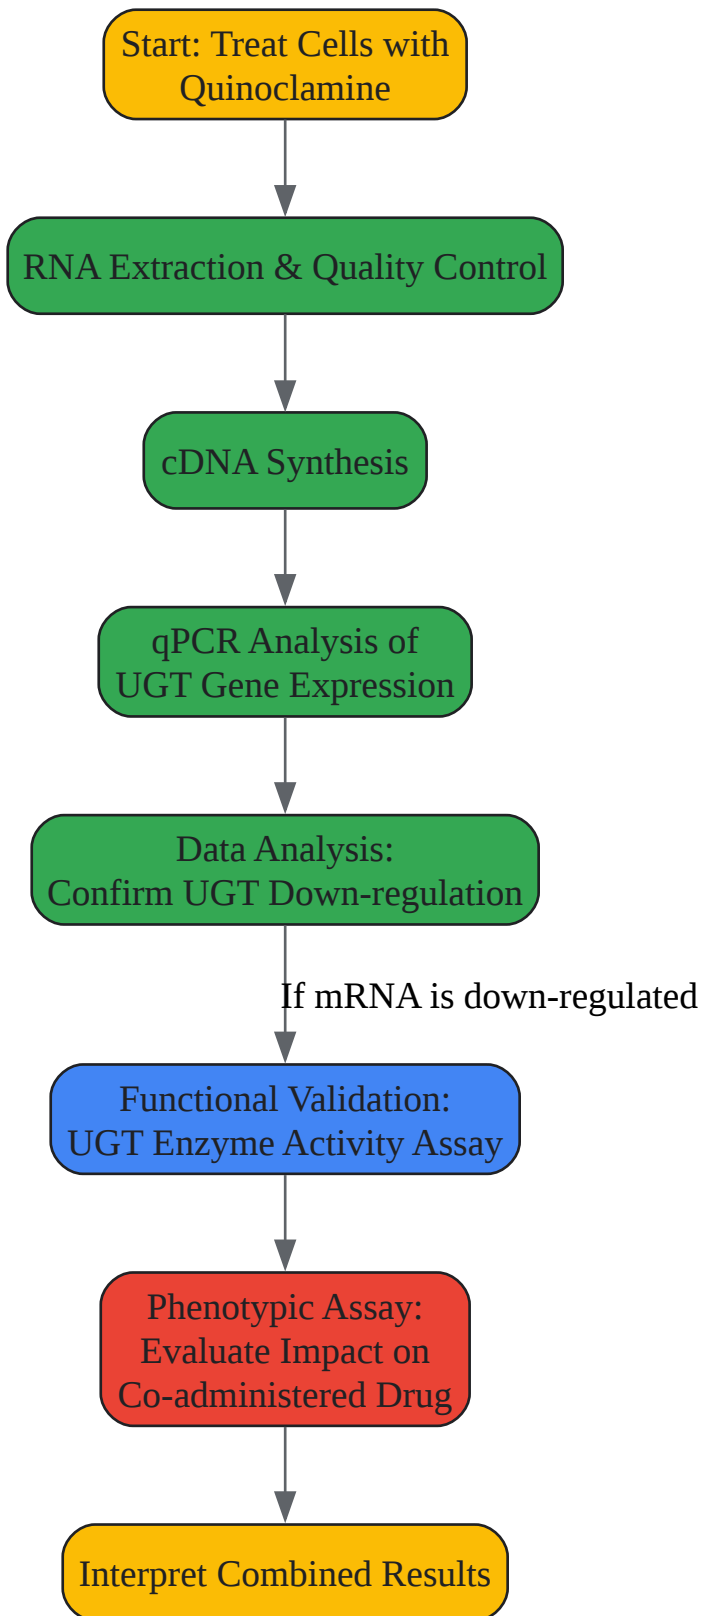 Start: Treat Cells with
Quinoclamine
RNA Extraction & Quality Control
cDNA Synthesis
qPCR Analysis of
UGT Gene Expression
Data Analysis:
Confirm UGT Down-regulation
If mRNA is down-regulated
Functional Validation:
UGT Enzyme Activity Assay
Phenotypic Assay:
Evaluate Impact on
Co-administered Drug
Interpret Combined Results